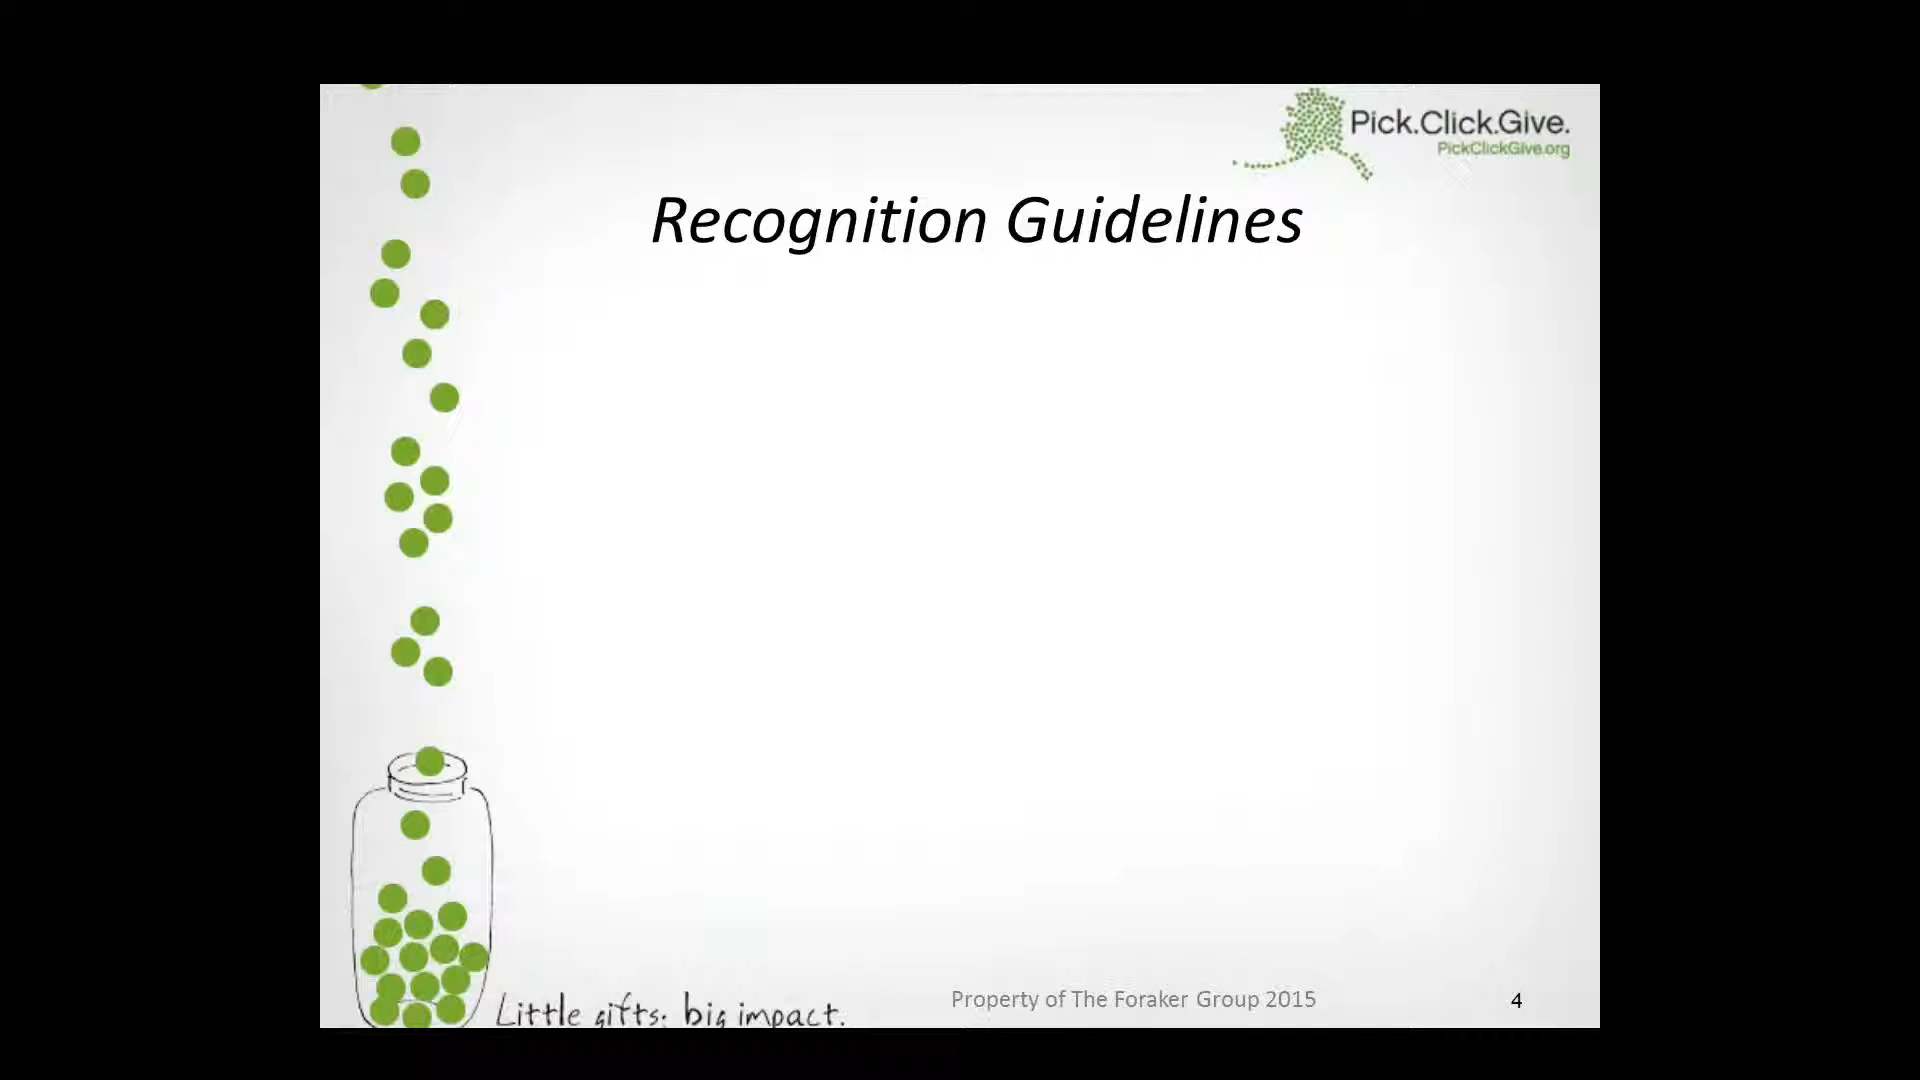 Pick.Click.Give.
PickClickGive.org
Recognition Guidelines
Little gifts: big impact.
Property of The Foraker Group 2015
4